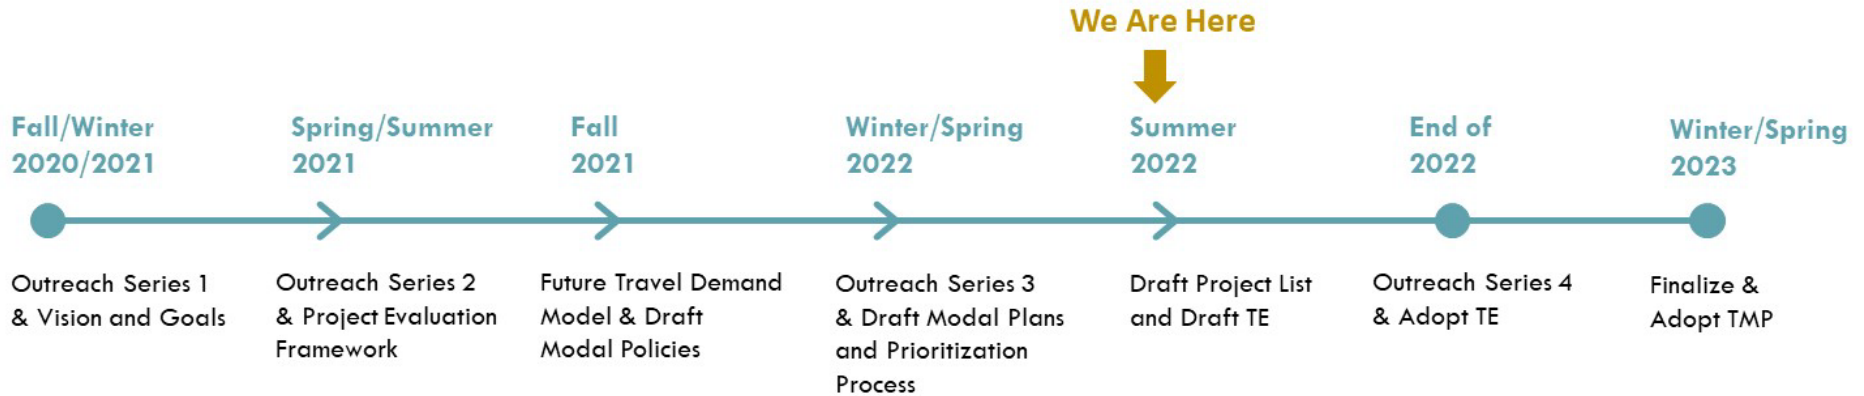 We Are Here
Fall/Winter
2020/2021
Outreach Series 1
& Vision and Goals
Spring/Summer
2021
Outreach Series 2
& Project Evaluation
Framework
Fall
2021
Future Travel Demand
Model & Draft
Modal Policies
Winter/Spring
2022
Outreach Series 3
& Draft Modal Plans
and Prioritization
Process
Summer
2022
Draft Project List
and Draft TE
End of
2022
Outreach Series 4
& Adopt TE
Winter/Spring
2023
Finalize &
Adopt TMP